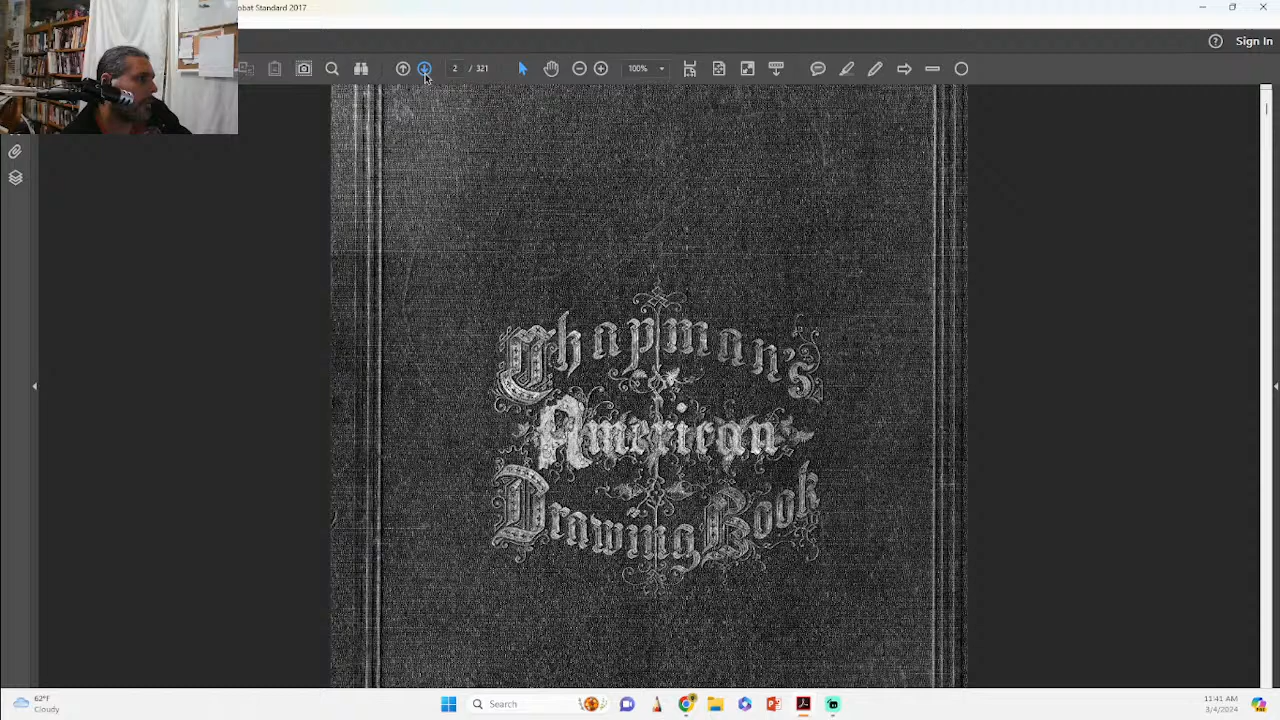 obat Standard 2017
Sign In
2 / 321
100%
Chapman's
American
Drawing Book
62°F
Cloudy
Search
11:41 AM
3/4/2024